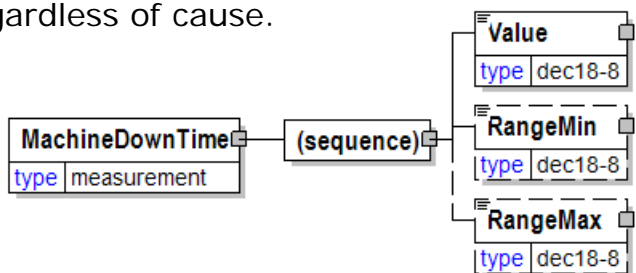 gardless of cause.
Value
type dec18-8
MachineDownTime
type measurement
(sequence)
RangeMin
type dec18-8
RangeMax
type dec18-8